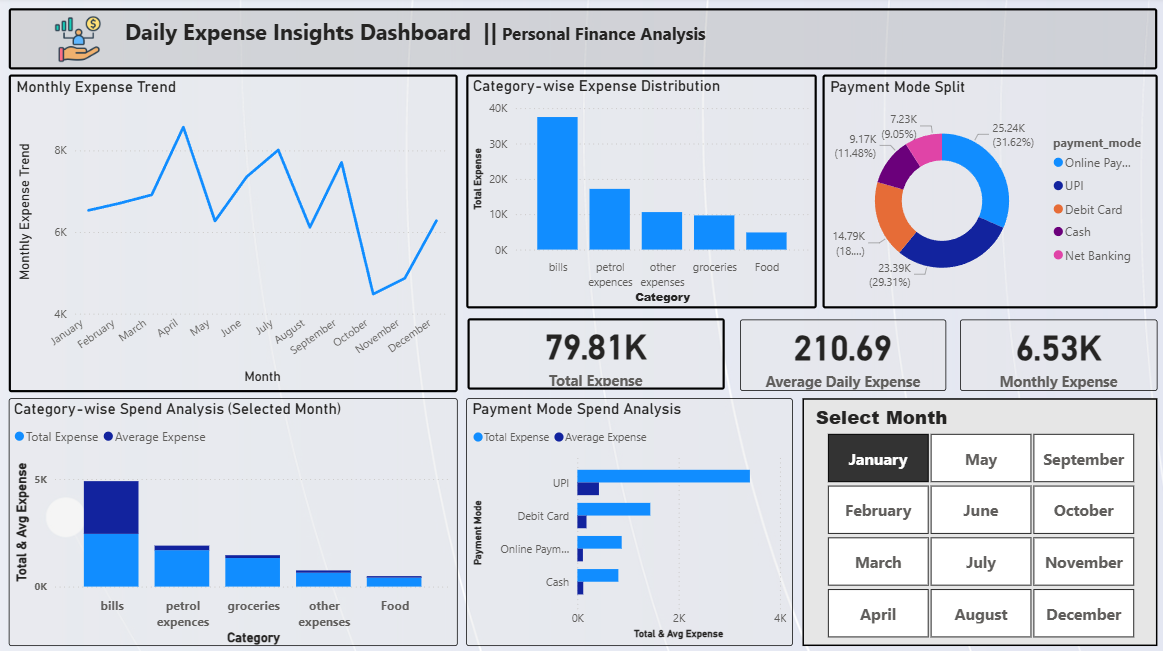 Daily Expense Insights Dashboard || Personal Finance Analysis
Monthly Expense Trend
Monthly Expense Trend
8K
6K
4K
January
February
March
April
May
June
July
August
September
October
November
December
Month
Category-wise Expense Distribution
Total Expense
40K
30K
20K
10K
0K
bills
petrol
expences
other
expenses
groceries
Food
Category
Payment Mode Split
25.24K
(31.62%)
23.39K
(29.31%)
14.79K
(18....)
9.17K
(11.48%)
7.23K
(9.05%)
payment_mode
Online Pay...
UPI
Debit Card
Cash
Net Banking
79.81K
Total Expense
210.69
Average Daily Expense
6.53K
Monthly Expense
Category-wise Spend Analysis (Selected Month)
Total Expense Average Expense
Total & Avg Expense
5K
0K
bills
petrol
expences
groceries
other
expenses
Food
Category
Payment Mode Spend Analysis
Total Expense Average Expense
Payment Mode
UPI
Debit Card
Online Paym...
Cash
0K 2K 4K
Total & Avg Expense
Select Month
January May September
February June October
March July November
April August December
$